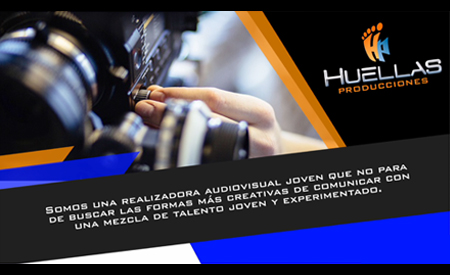 HP
HUELLAS
PRODUCCIONES
SOMOS UNA REALIZADORA AUDIOVISUAL JOVEN QUE NO PARA
DE BUSCAR LAS FORMAS MÁS CREATIVAS DE COMUNICAR CON
UNA MEZCLA DE TALENTO JOVEN Y EXPERIMENTADO.